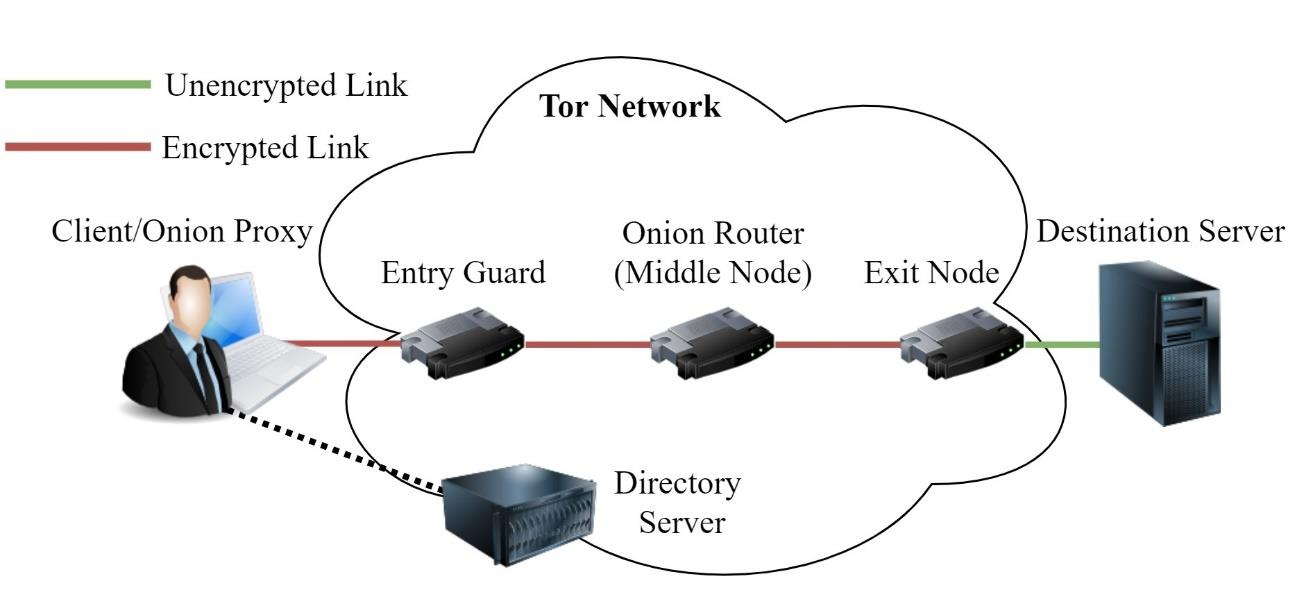 Unencrypted Link
Tor Network
Encrypted Link
Client/Onion Proxy
Entry Guard
Onion Router
(Middle Node)
Exit Node
Destination Server
Directory
Server